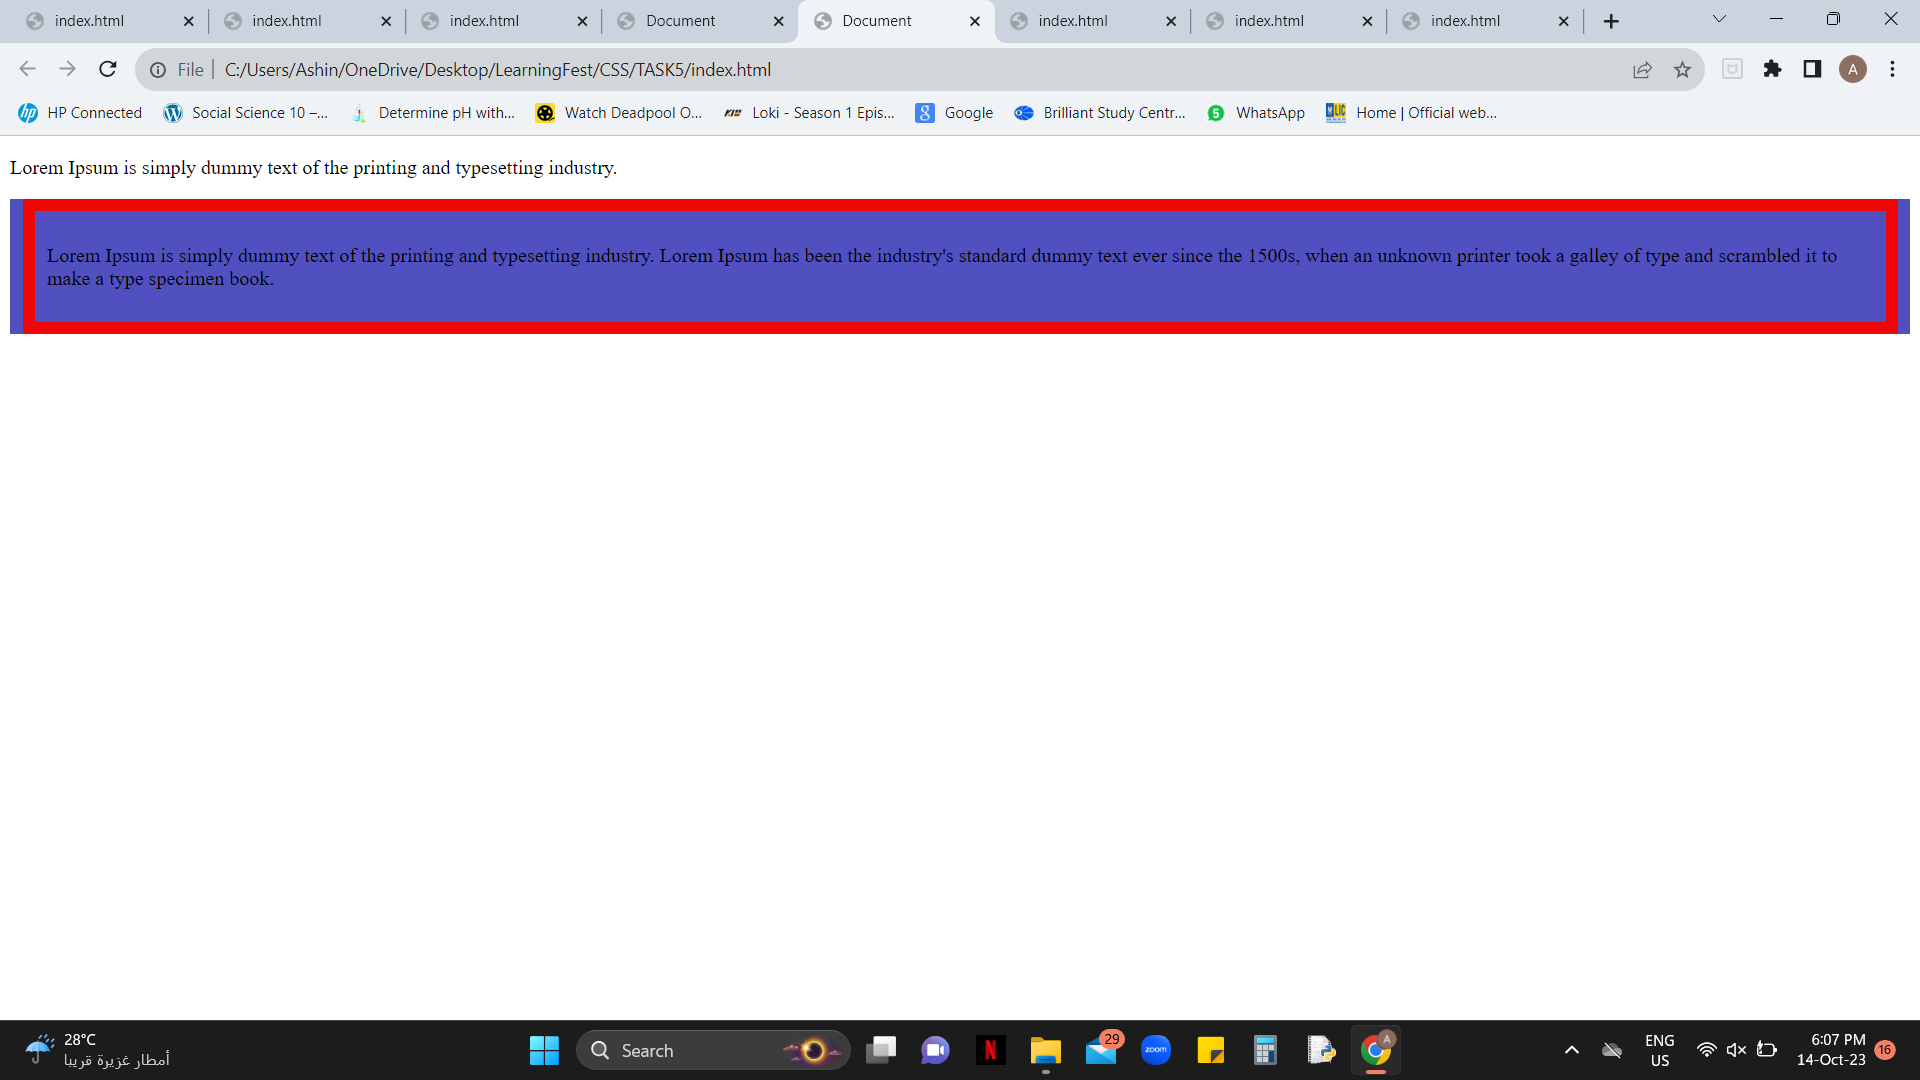 index.html
index.html
index.html
Document
Document
index.html
index.html
index.html
File
C:/Users/Ashin/OneDrive/Desktop/LearningFest/CSS/TASK5/index.html
A
HP Connected
Social Science 10 –...
Determine pH with...
Watch Deadpool O...
Loki - Season 1 Epis...
Google
Brilliant Study Centr...
5
WhatsApp
Home | Official web...
Lorem Ipsum is simply dummy text of the printing and typesetting industry.
Lorem Ipsum is simply dummy text of the printing and typesetting industry. Lorem Ipsum has been the industry's standard dummy text ever since the 1500s, when an unknown printer took a galley of type and scrambled it to
make a type specimen book.
28°C
أمطار غزيرة قريبا
Search
29
zoom
A
ENG
US
6:07 PM
14-Oct-23
16